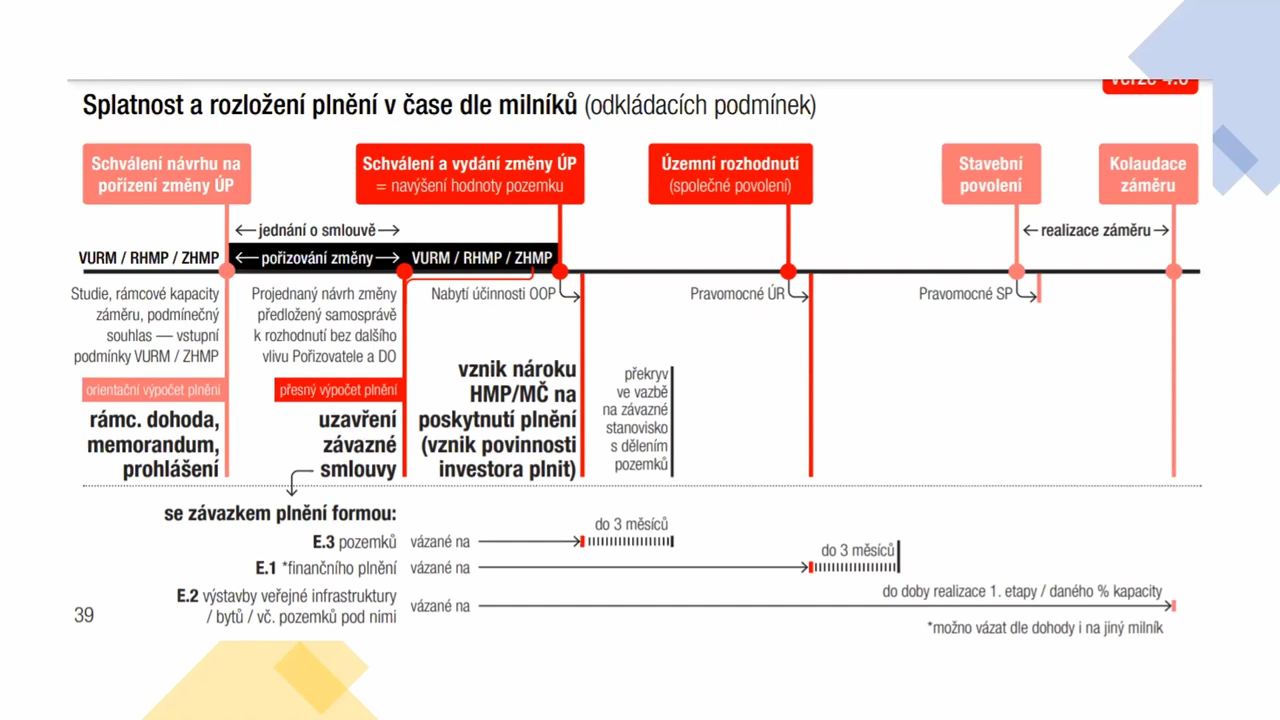 verze 4.0
Splatnost a rozložení plnění v čase dle milníků (odkládacích podmínek)
Schválení návrhu na
pořízení změny ÚP
Schválení a vydání změny ÚP
= navýšení hodnoty pozemku
Územní rozhodnutí
(společné povolení)
Stavební
povolení
Kolaudace
záměru
jednání o smlouvě
realizace záměru
VURM / RHMP / ZHMP
pořizování změny
VURM / RHMP / ZHMP
Studie, rámcové kapacity
záměru, podmínečný
souhlas — vstupní
podmínky VURM / ZHMP
orientační výpočet plnění
rámc. dohoda,
memorandum,
prohlášení
Projednaný návrh změny
předložený samosprávě
k rozhodnutí bez dalšího
vlivu Pořizovatele a DO
přesný výpočet plnění
uzavření
závazné
smlouvy
Nabytí účinnosti OOP
vznik nároku
HMP/MČ na
poskytnutí plnění
(vznik povinnosti
investora plnit)
překryv
ve vazbě
na závazné
stanovisko
s dělením
pozemků
Pravomocné ÚR
Pravomocné SP
se závazkem plnění formou:
E.3 pozemků vázané na
do 3 měsíců
E.1 *finančního plnění vázané na
do 3 měsíců
E.2 výstavby veřejné infrastruktury
/ bytů / vč. pozemků pod nimi
vázané na
do doby realizace 1. etapy / daného % kapacity
*možno vázat dle dohody i na jiný milník
39